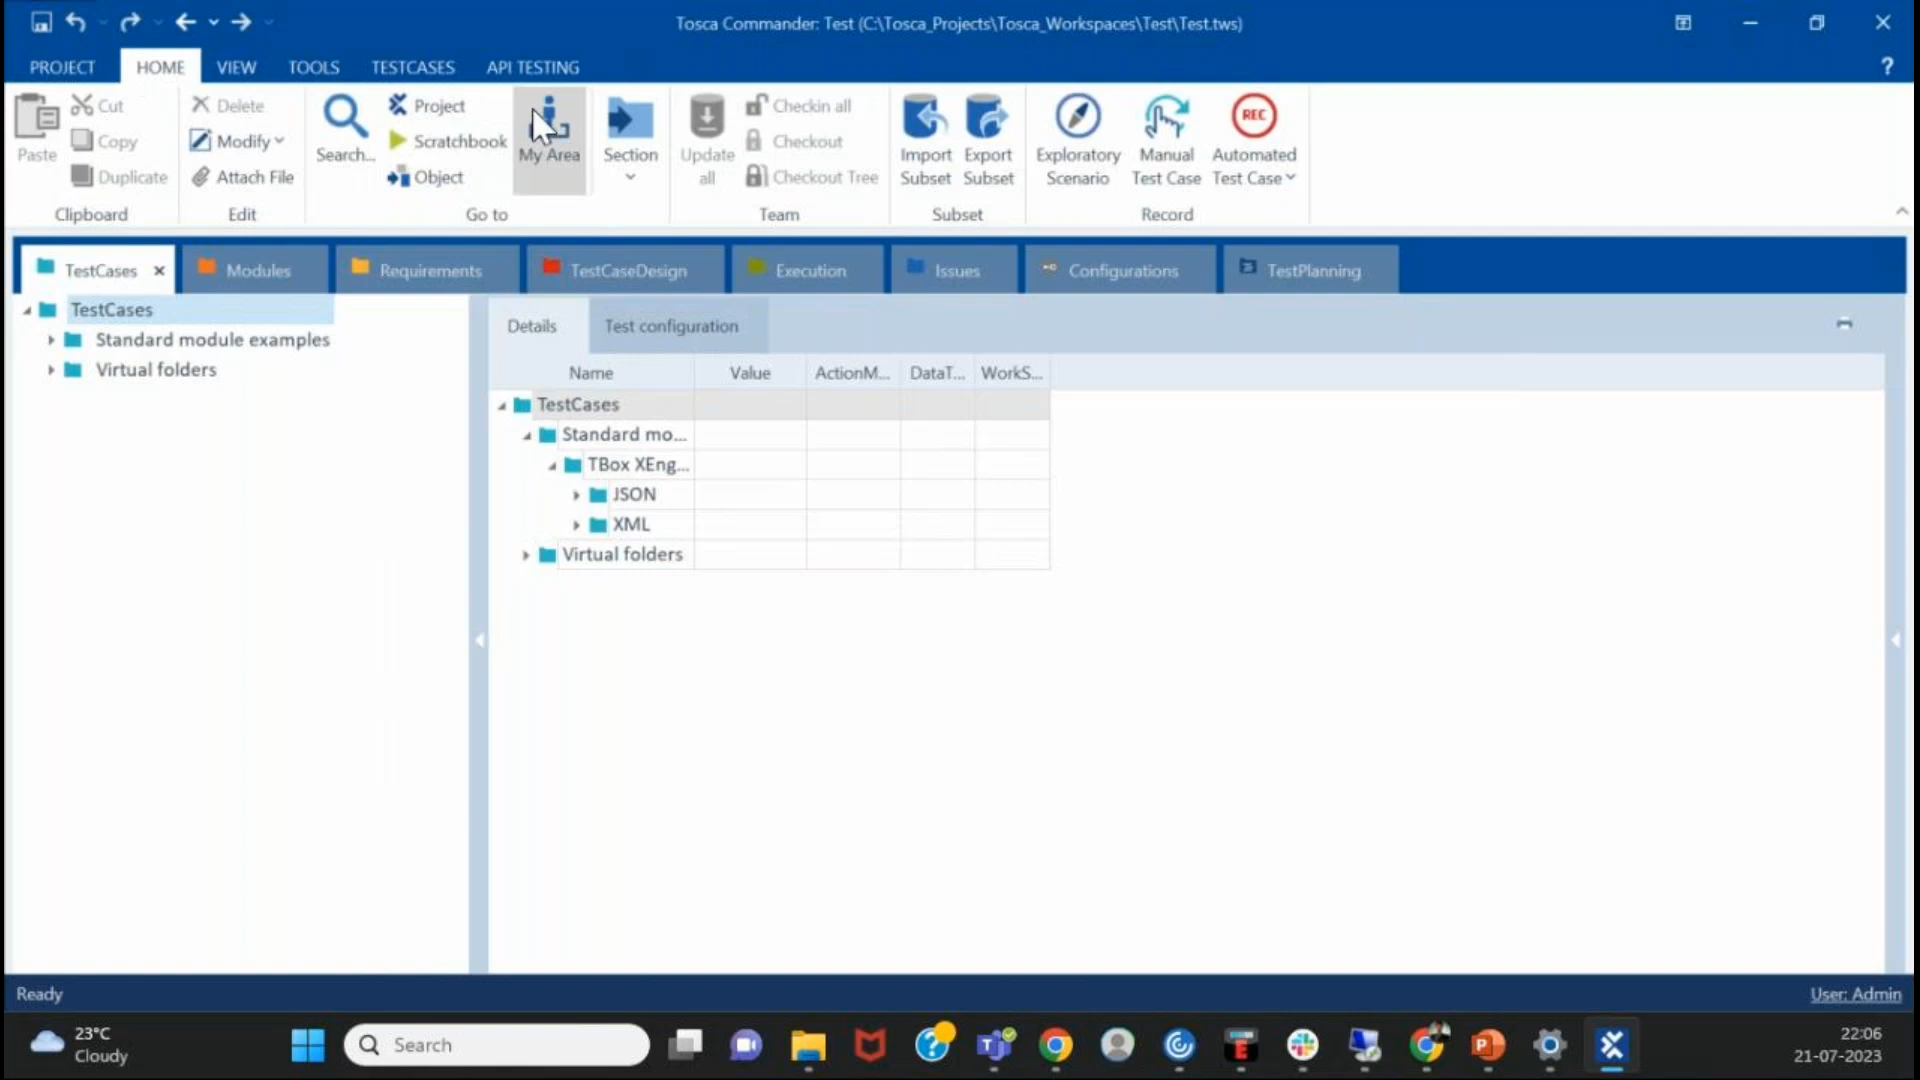 Tosca Commander: Test (C:\Tosca_Projects\Tosca_Workspaces\Test\Test.tws)
PROJECT HOME VIEW TOOLS TESTCASES API TESTING ?
Paste
Cut
Copy
Duplicate
Clipboard
Delete
Modify
Attach File
Edit
Search...
Project
Scratchbook
Object
My Area
Section
Go to
Update all
Checkin all
Checkout
Checkout Tree
Team
Import Subset
Export Subset
Subset
Exploratory Scenario
Manual Test Case
REC
Automated Test Case
Record
TestCases Modules Requirements TestCaseDesign Execution Issues Configurations TestPlanning
TestCases
Standard module examples
Virtual folders
Details Test configuration
Name Value ActionM... DataT... WorkS...
TestCases
Standard mo...
TBox XEng...
JSON
XML
Virtual folders
Ready User: Admin
23°C
Cloudy
Search
22:06
21-07-2023